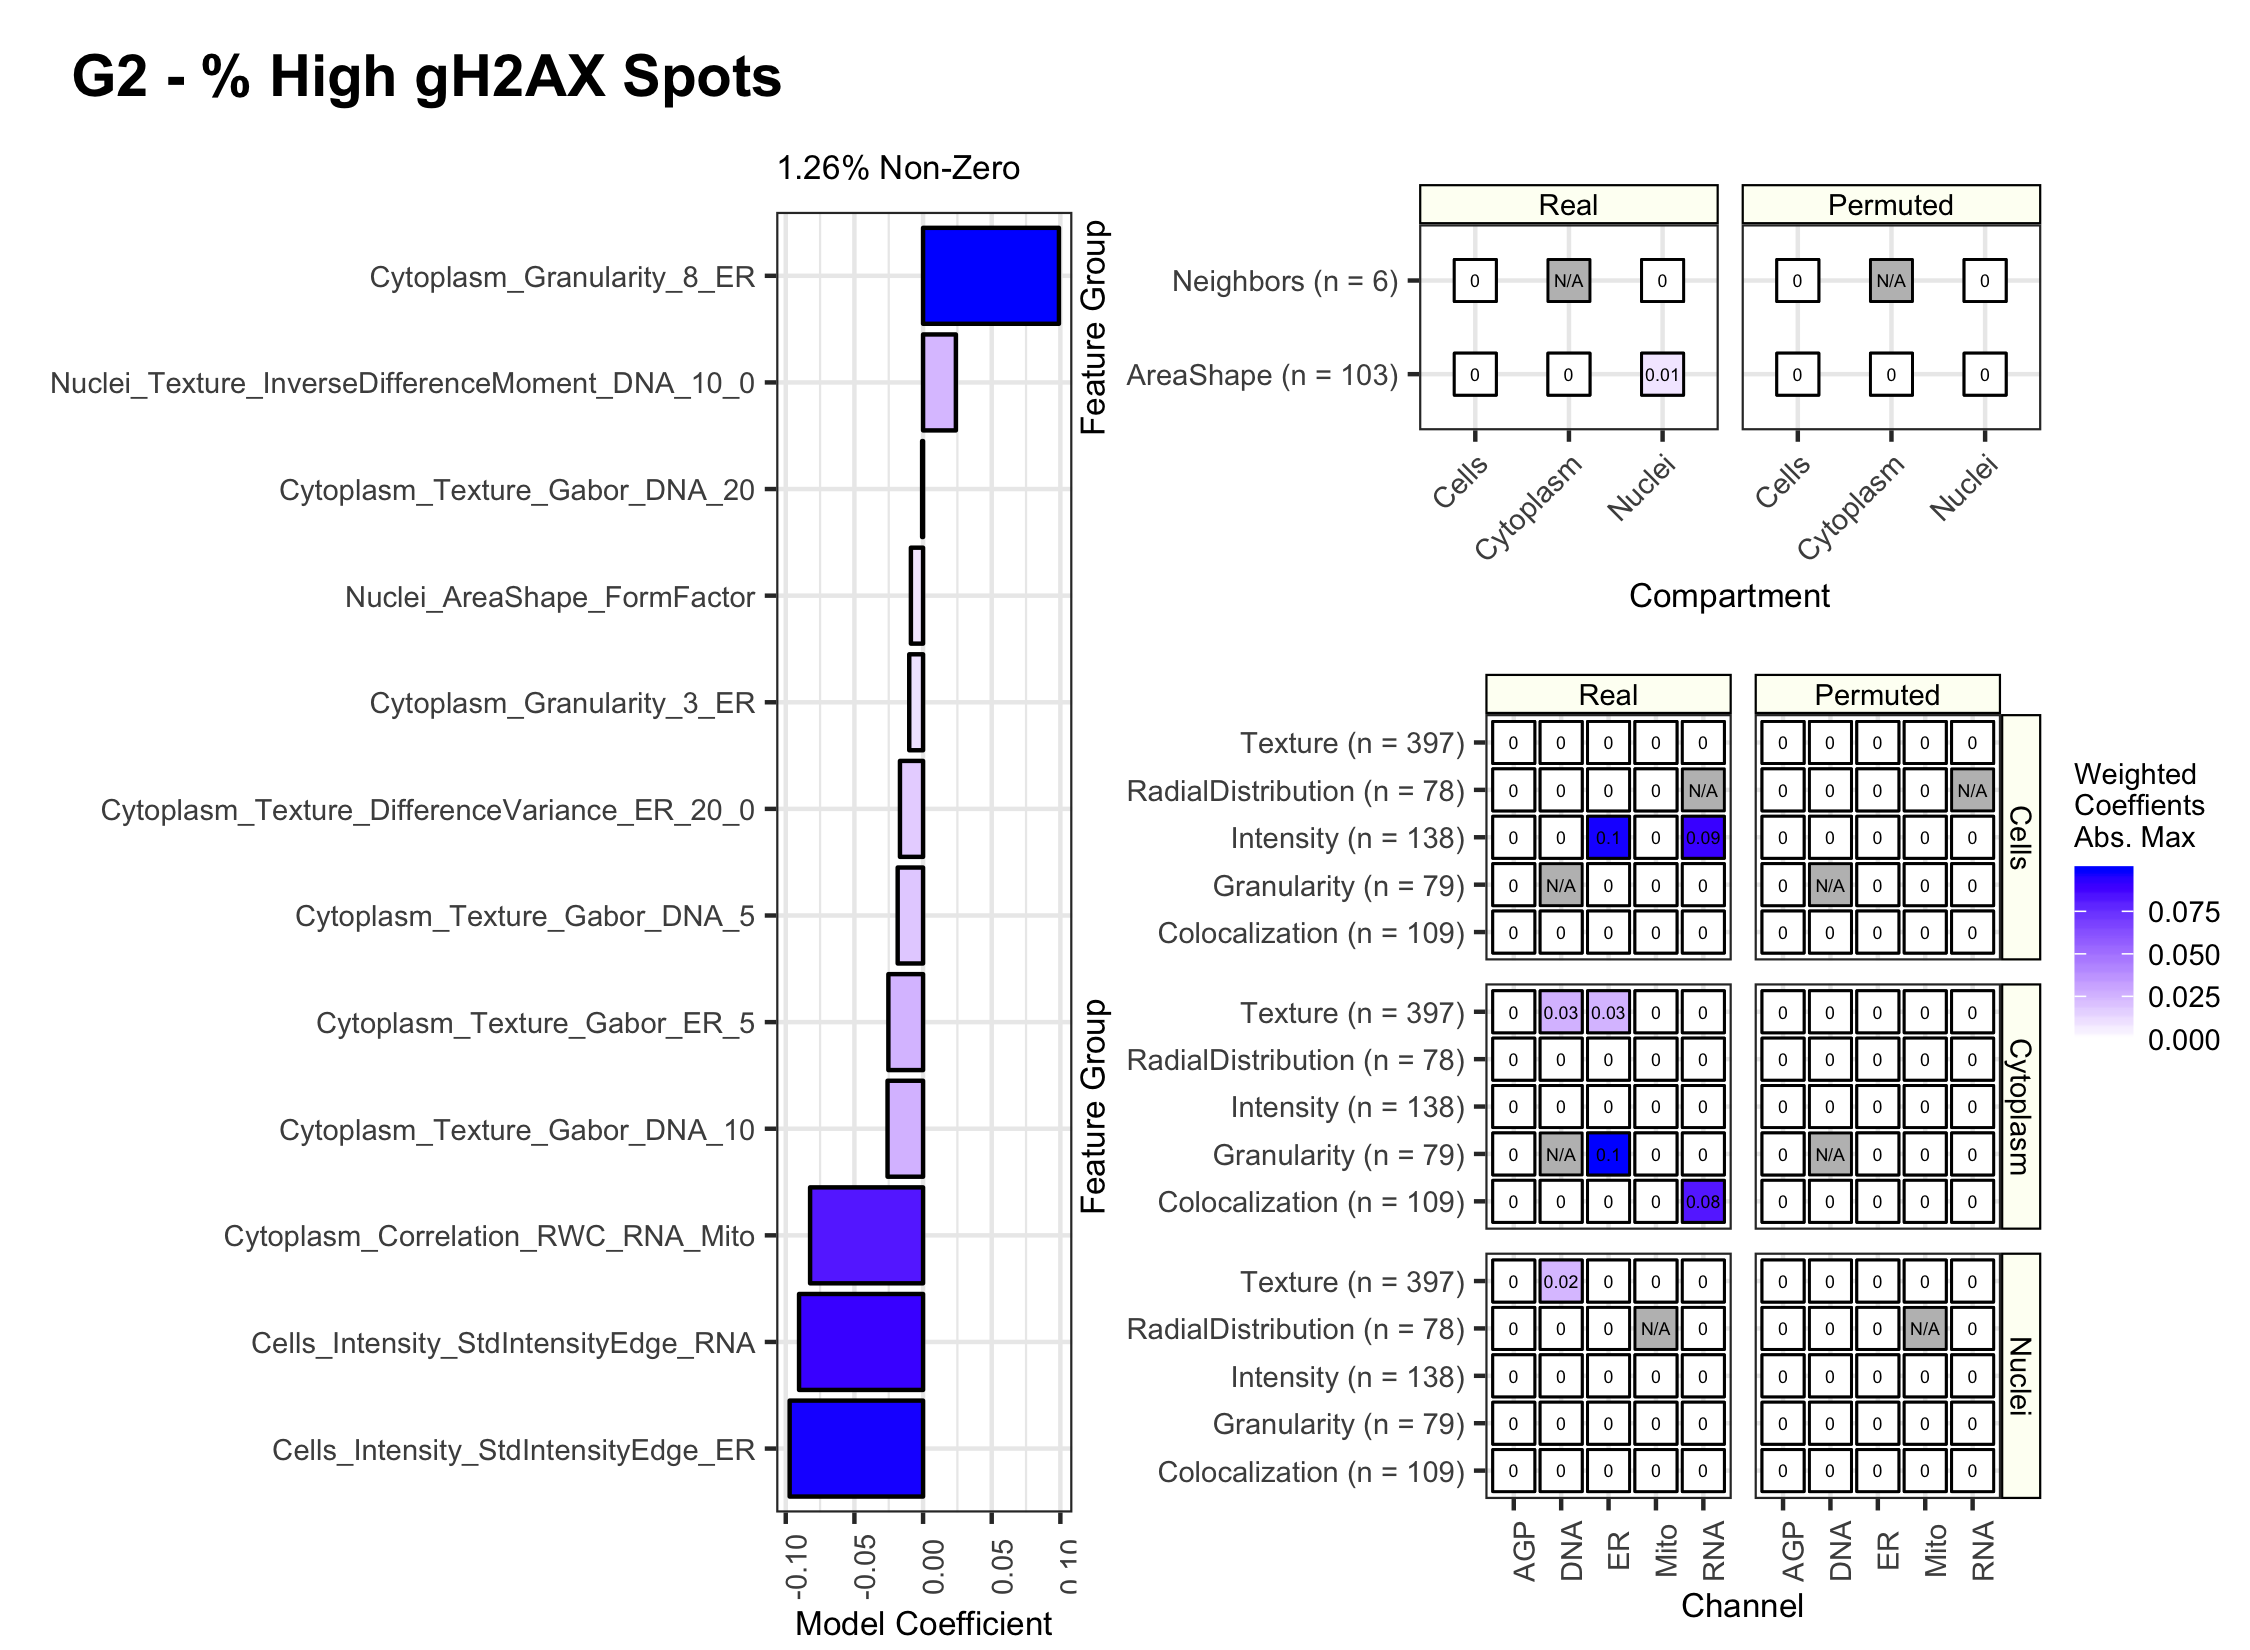 G2 - % High gH2AX Spots
1.26% Non-Zero
Cytoplasm_Granularity_8_ER
Nuclei_Texture_InverseDifferenceMoment_DNA_10_0
Cytoplasm_Texture_Gabor_DNA_20
Nuclei_AreaShape_FormFactor
Cytoplasm_Granularity_3_ER
Cytoplasm_Texture_DifferenceVariance_ER_20_0
Cytoplasm_Texture_Gabor_DNA_5
Cytoplasm_Texture_Gabor_ER_5
Cytoplasm_Texture_Gabor_DNA_10
Cytoplasm_Correlation_RWC_RNA_Mito
Cells_Intensity_StdIntensityEdge_RNA
Cells_Intensity_StdIntensityEdge_ER
-0.10 -0.05 0.00 0.05 0.10
Model Coefficient
Feature Group
Real Permuted
Neighbors (n = 6) 0 N/A 0 0 N/A 0
AreaShape (n = 103) 0 0 0.01 0 0 0
Cells Cytoplasm Nuclei Cells Cytoplasm Nuclei
Compartment
Feature Group
Real Permuted
Texture (n = 397) 0 0 0 0 0 0 0 0 0 0
RadialDistribution (n = 78) 0 0 0 0 N/A 0 0 0 0 N/A
Intensity (n = 138) 0 0 0.1 0 0.09 0 0 0 0 0
Granularity (n = 79) 0 N/A 0 0 0 0 N/A 0 0 0
Colocalization (n = 109) 0 0 0 0 0 0 0 0 0 0
Cells
Texture (n = 397) 0 0.03 0.03 0 0 0 0 0 0 0
RadialDistribution (n = 78) 0 0 0 0 0 0 0 0 0 0
Intensity (n = 138) 0 0 0 0 0 0 0 0 0 0
Granularity (n = 79) 0 N/A 0.1 0 0 0 N/A 0 0 0
Colocalization (n = 109) 0 0 0 0 0.08 0 0 0 0 0
Cytoplasm
Texture (n = 397) 0 0.02 0 0 0 0 0 0 0 0
RadialDistribution (n = 78) 0 0 0 N/A 0 0 0 0 N/A 0
Intensity (n = 138) 0 0 0 0 0 0 0 0 0 0
Granularity (n = 79) 0 0 0 0 0 0 0 0 0 0
Colocalization (n = 109) 0 0 0 0 0 0 0 0 0 0
Nuclei
AGP DNA ER Mito RNA AGP DNA ER Mito RNA
Channel
Weighted
Coeffients
Abs. Max
0.075
0.050
0.025
0.000